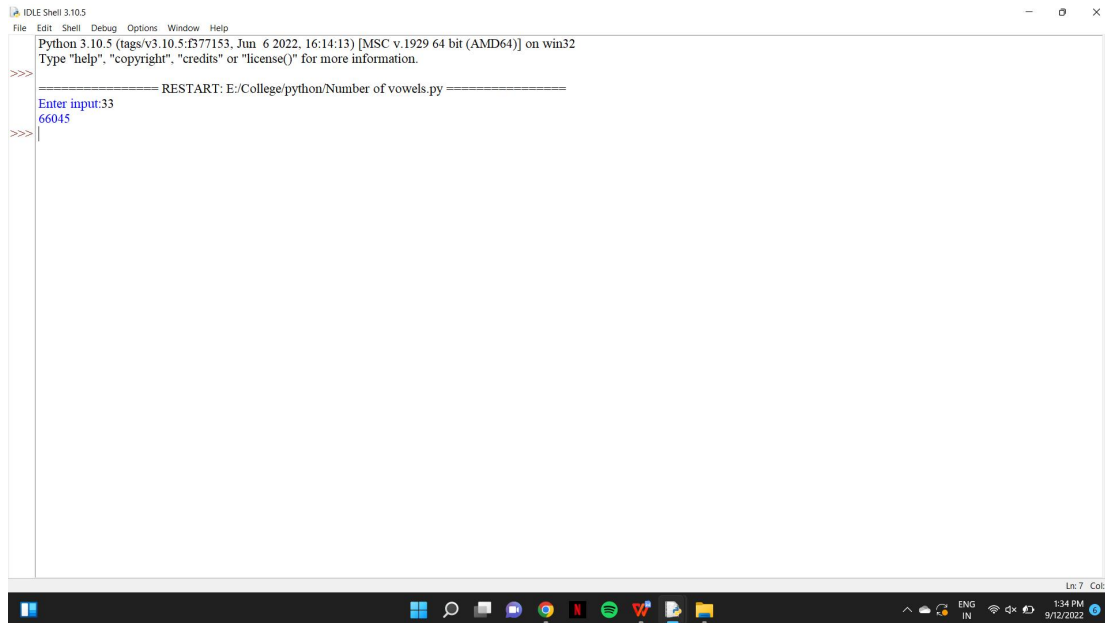 IDLE Shell 3.10.5
File Edit Shell Debug Options Window Help
Python 3.10.5 (tags/v3.10.5:f377153, Jun  6 2022, 16:14:13) [MSC v.1929 64 bit (AMD64)] on win32
Type "help", "copyright", "credits" or "license()" for more information.
>>>
================ RESTART: E:/College/python/Number of vowels.py ================
Enter input:33
66045
>>>
Ln: 7 Col:
N W ENG
IN
1:34 PM
9/12/2022
6